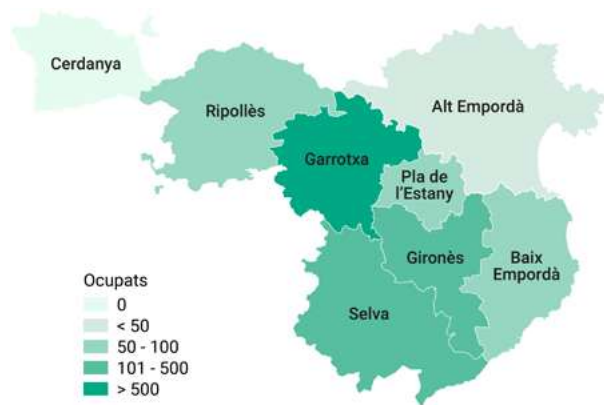 Cerdanya
Ripollès
Alt Empordà
Garrotxa
Pla de
l'Estany
Gironès
Baix
Empordà
Selva
Ocupats
0
< 50
50 - 100
101 - 500
> 500